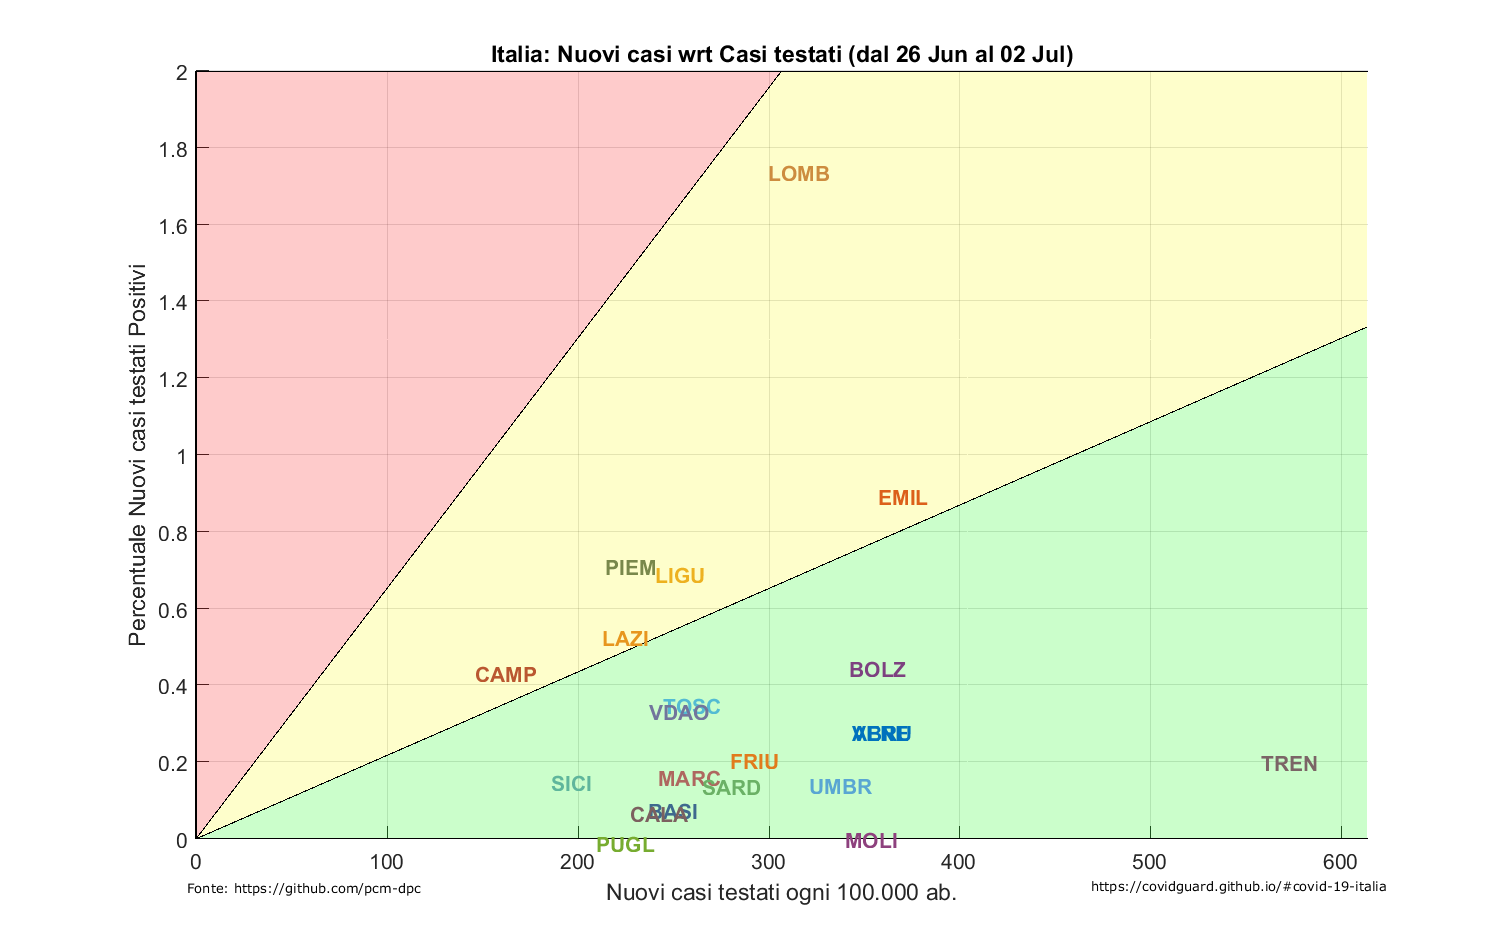 Italia: Nuovi casi wrt Casi testati (dal 26 Jun al 02 Jul)
2
1.8
1.6
1.4
1.2
1
0.8
0.6
0.4
0.2
0
Percentuale Nuovi casi testati Positivi
LOMB
EMIL
PIEM
LIGU
LAZI
CAMP
BOLZ
TOSC
VDAO
ABRU
FRIU
TREN
MARC
SICI
SARD
UMBR
BASI
CALA
MOLI
PUGL
0 100 200 300 400 500 600
Nuovi casi testati ogni 100.000 ab.
Fonte: https://github.com/pcm-dpc
https://covidguard.github.io/#covid-19-italia